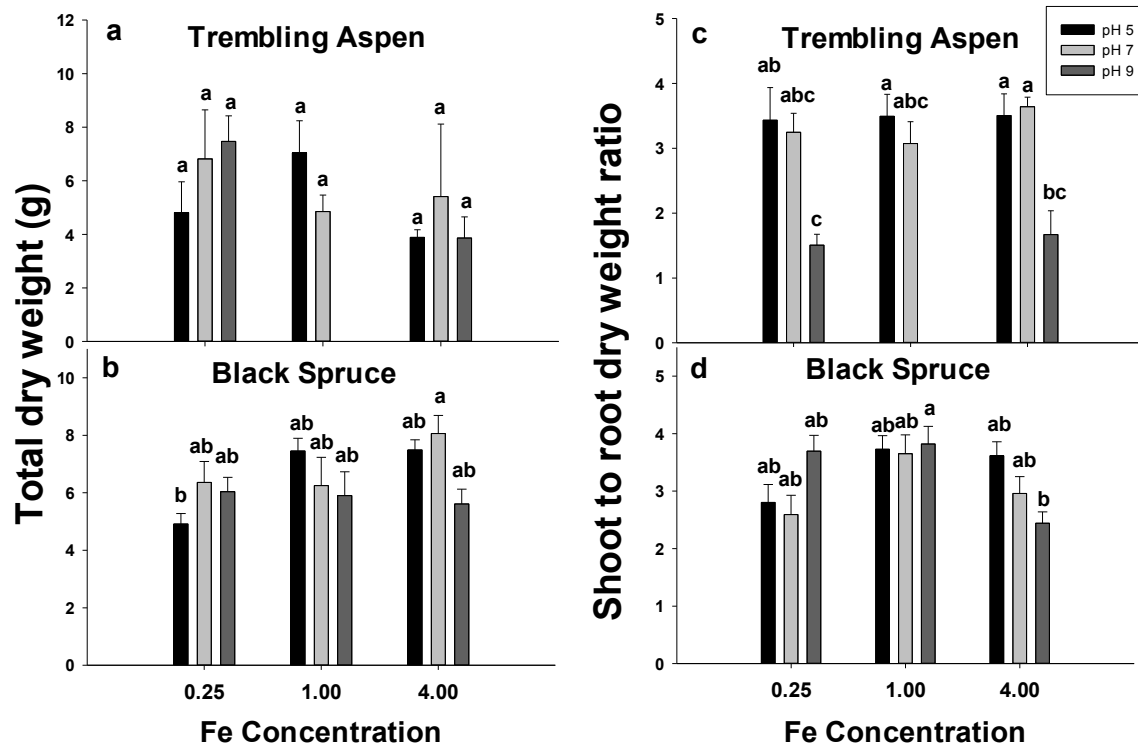 Total dry weight (g)
a
Trembling Aspen
12
10
8
6
4
2
0
a
a
a
a
a
a
a
a
b
Black Spruce
10
8
6
4
2
0
b
ab
ab
ab
ab
ab
ab
a
ab
0.25
1.00
4.00
Fe Concentration
Shoot to root dry weight ratio
c
Trembling Aspen
pH 5
pH 7
pH 9
5
4
3
2
1
0
ab
abc
c
a
abc
a
a
bc
d
Black Spruce
5
4
3
2
1
0
ab
ab
ab
ab
ab
a
ab
ab
b
0.25
1.00
4.00
Fe Concentration